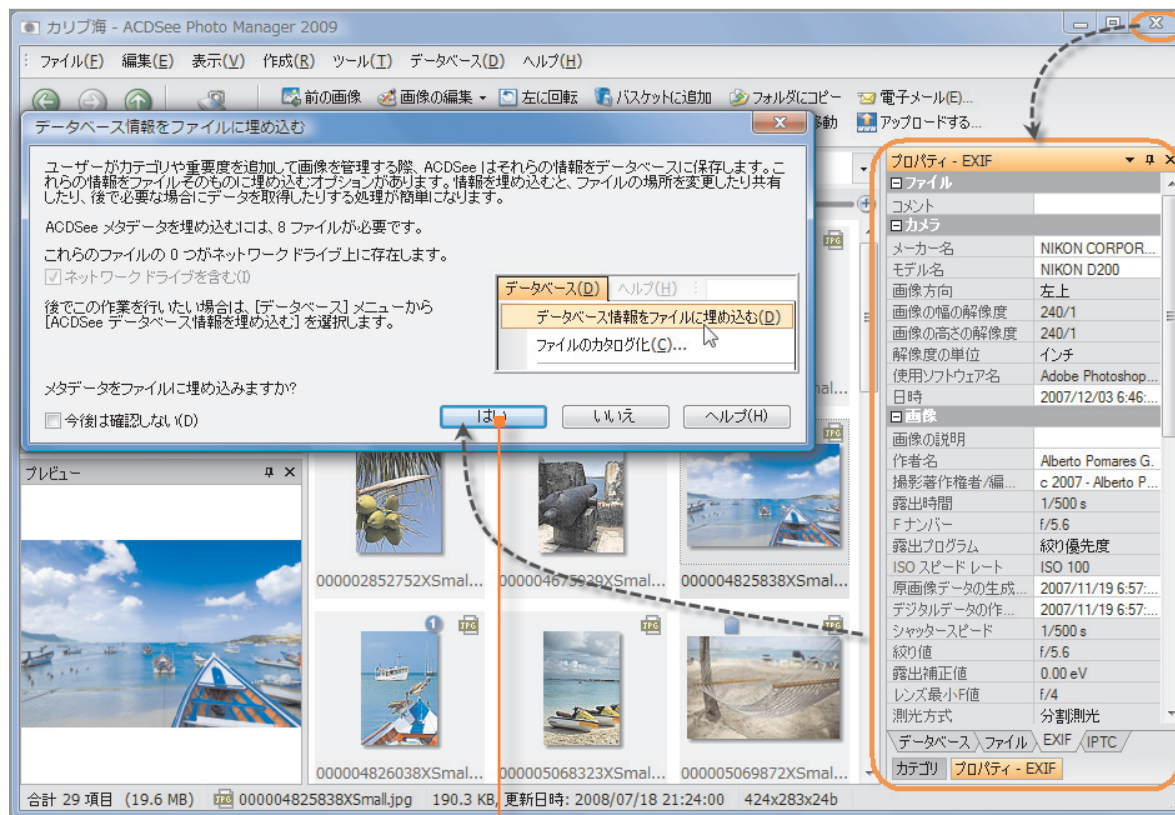 カリブ海 - ACDSee Photo Manager 2009
ファイル(F) 編集(E) 表示(V) 作成(R) ツール(T) データベース(D) ヘルプ(H)
前の画像 画像の編集 左に回転 バスケットに追加 フォルダにコピー 電子メール(E)...
移動 アップロードする...
データベース情報をファイルに埋め込む
ユーザーがカテゴリや重要度を追加して画像を管理する際、ACDSee はそれらの情報をデータベースに保存します。こ
れらの情報をファイルそのものに埋め込むオプションがあります。情報を埋め込むと、ファイルの場所を変更したり共有
したり、後で必要な場合にデータを取得したりする処理が簡単になります。
ACDSee メタデータを埋め込むには、8 ファイルが必要です。
これらのファイルの 0 つがネットワーク ドライブ上に存在します。
ネットワーク ドライブを含む(I)
後でこの作業を行いたい場合は、[データベース] メニューから
[ACDSee データベース情報を埋め込む] を選択します。
データベース(D) ヘルプ(H)
データベース情報をファイルに埋め込む(D)
ファイルのカタログ化(C)...
メタデータをファイルに埋め込みますか?
今後は確認しない(D)
はい いいえ ヘルプ(H)
プロパティ - EXIF
ファイル
コメント
カメラ
メーカー名 NIKON CORPOR...
モデル名 NIKON D200
画像方向 左上
画像の幅の解像度 240/1
画像の高さの解像度 240/1
解像度の単位 インチ
使用ソフトウェア名 Adobe Photoshop...
日時 2007/12/03 6:46:...
画像
画像の説明
作者名 Alberto Pomares G.
撮影著作権者/編... c 2007 - Alberto P...
露出時間 1/500 s
F ナンバー f/5.6
露出プログラム 絞り優先度
ISO スピード レート ISO 100
原画像データの生成... 2007/11/19 6:57:...
デジタルデータの作... 2007/11/19 6:57:...
シャッタースピード 1/500 s
絞り値 f/5.6
露出補正値 0.00 eV
レンズ最小F値 f/4
測光方式 分割測光
データベース ファイル EXIF IPTC
カテゴリ プロパティ - EXIF
プレビュー
JPG
JPG
000002852752XSmal... 000004675939XSmal... 000004825838XSmal...
1 JPG JPG JPG
000004826038XSmal... 000005068323XSmal... 000005069872XSmal...
合計 29 項目 (19.6 MB) JPG 000004825838XSmall.jpg 190.3 KB, 更新日時: 2008/07/18 21:24:00 424x283x24b